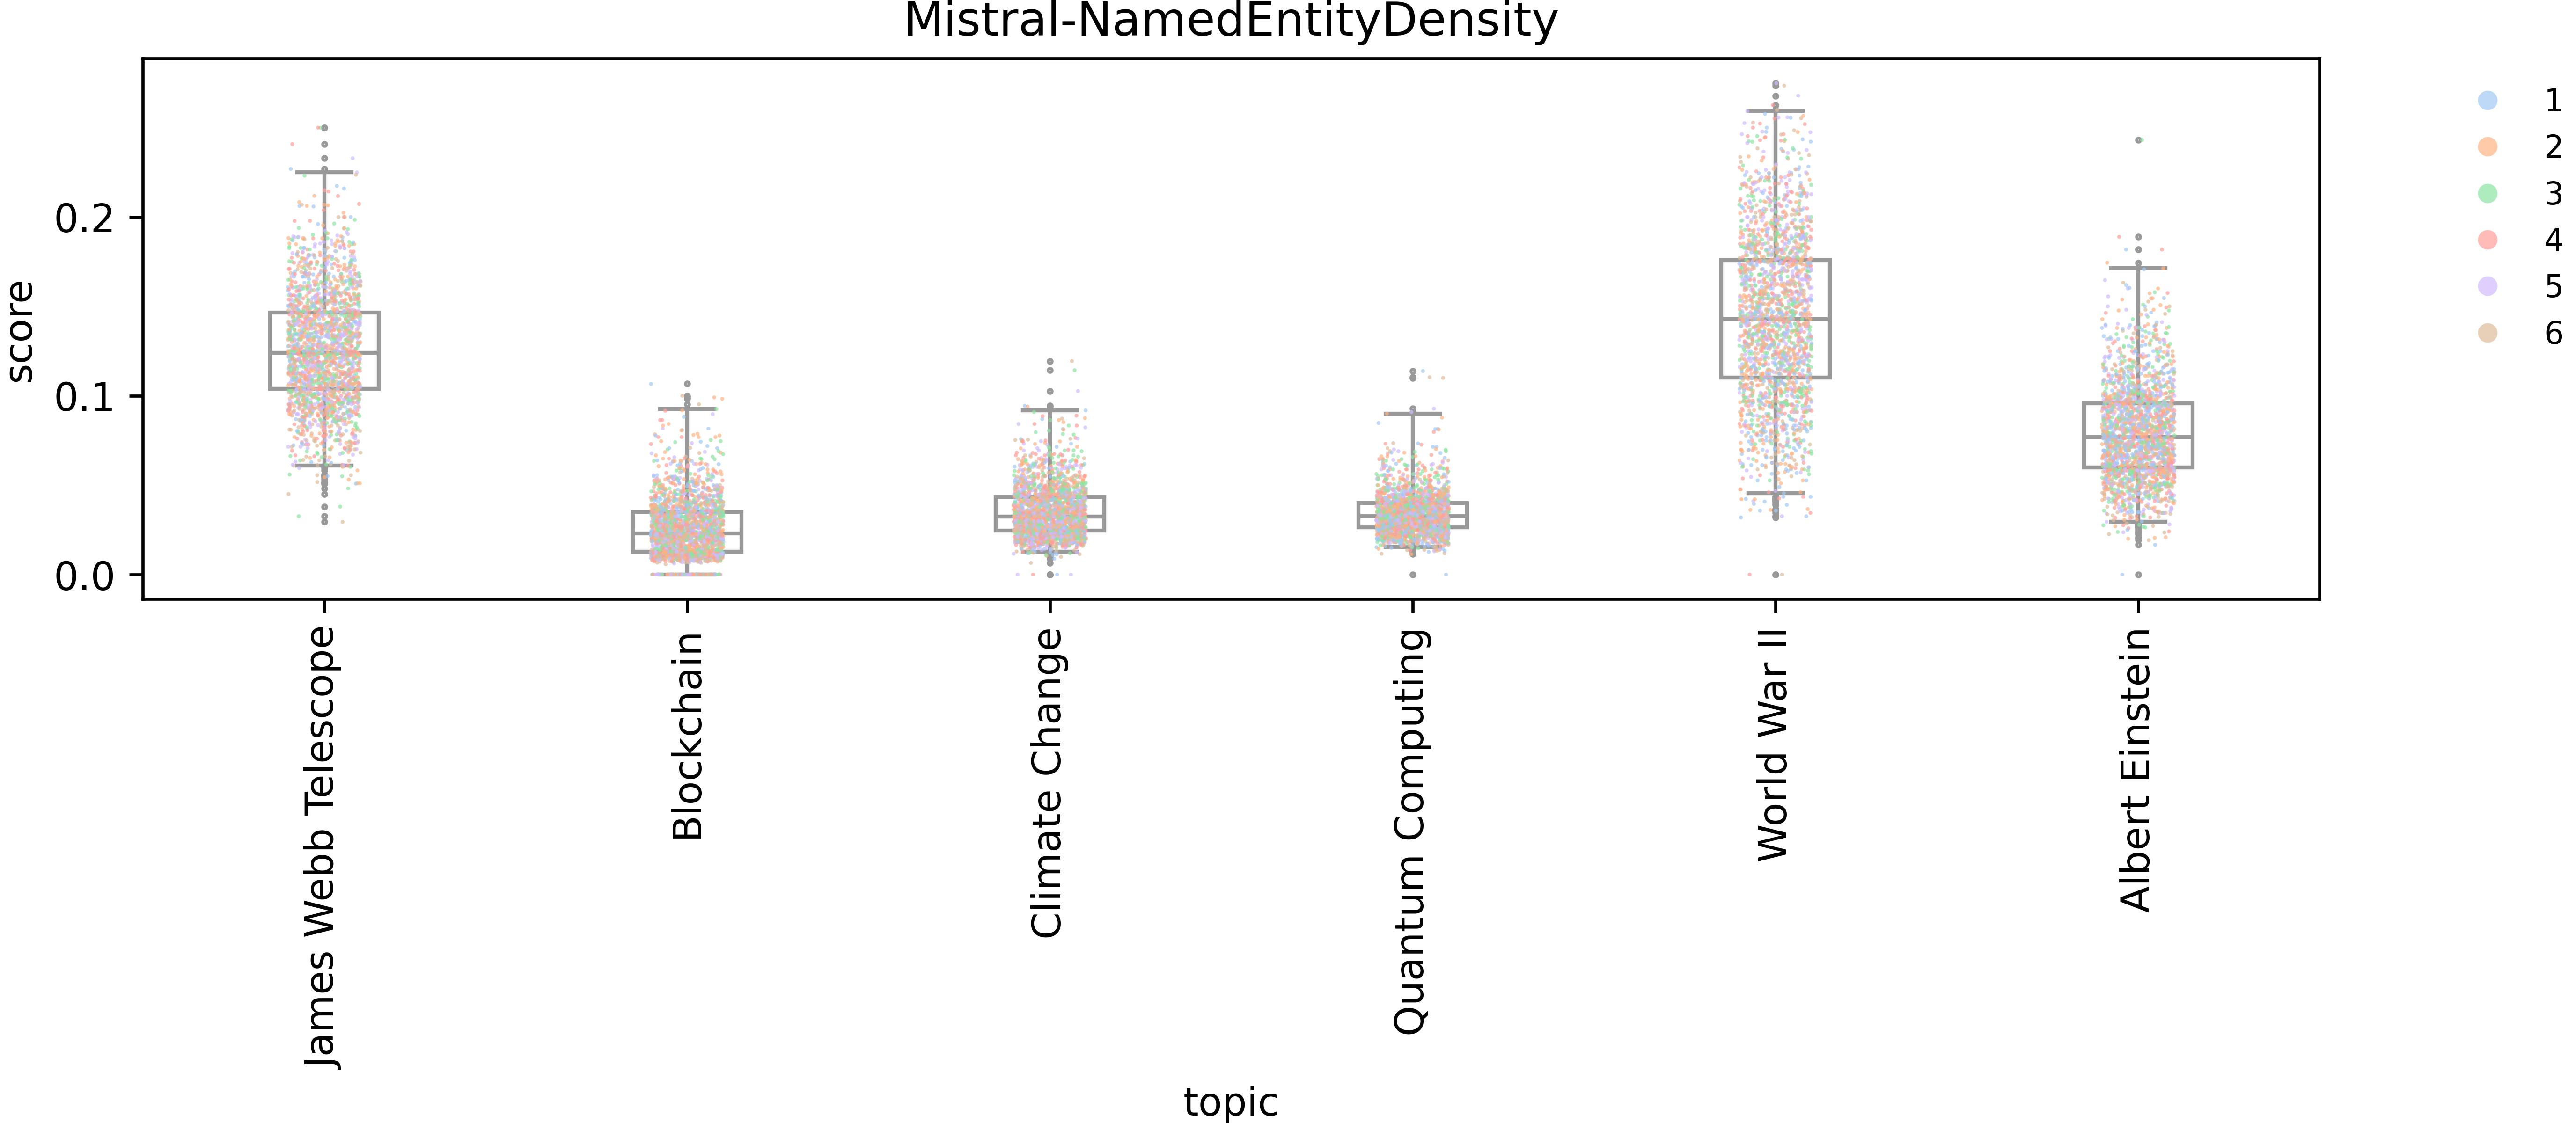 Mistral-NamedEntityDensity
score
0.2
0.1
0.0
1
2
3
4
5
6
James Webb Telescope
Blockchain
Climate Change
Quantum Computing
World War II
Albert Einstein
topic